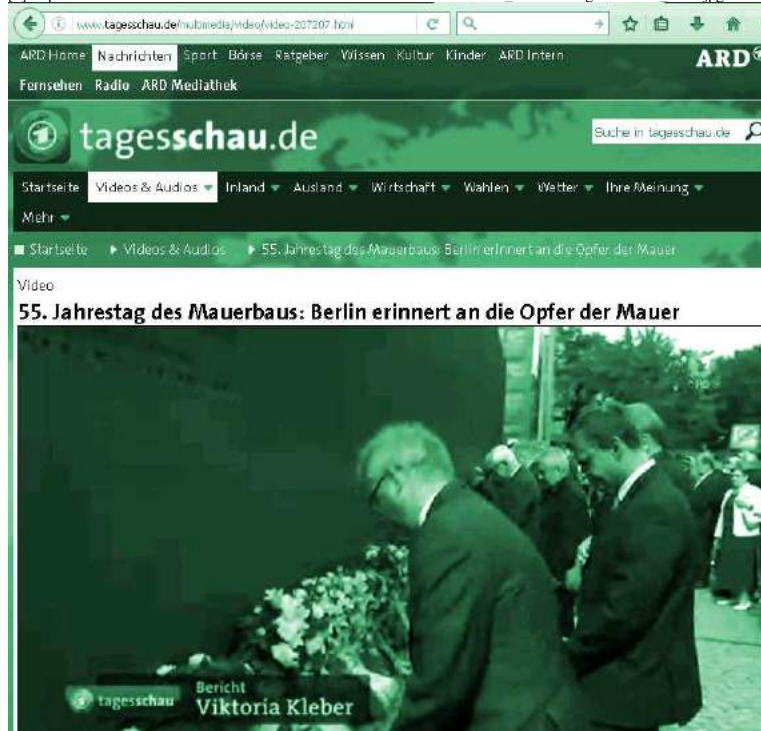 www.tagesschau.de/multimedia/video/video-207207.html
ARD Home Nachrichten Sport Börse Ratgeber Wissen Kultur Kinder ARD Intern
ARD
Fernsehen Radio ARD Mediathek
tagesschau.de
Suche in tagesschau.de
Startseite Videos & Audios Inland Ausland Wirtschaft Wahlen Wetter Ihre Meinung
Mehr
Startseite Videos & Audios 55. Jahrestag des Mauerbaus: Berlin erinnert an die Opfer der Mauer
Video
55. Jahrestag des Mauerbaus: Berlin erinnert an die Opfer der Mauer
tagesschau
Bericht
Viktoria Kleber